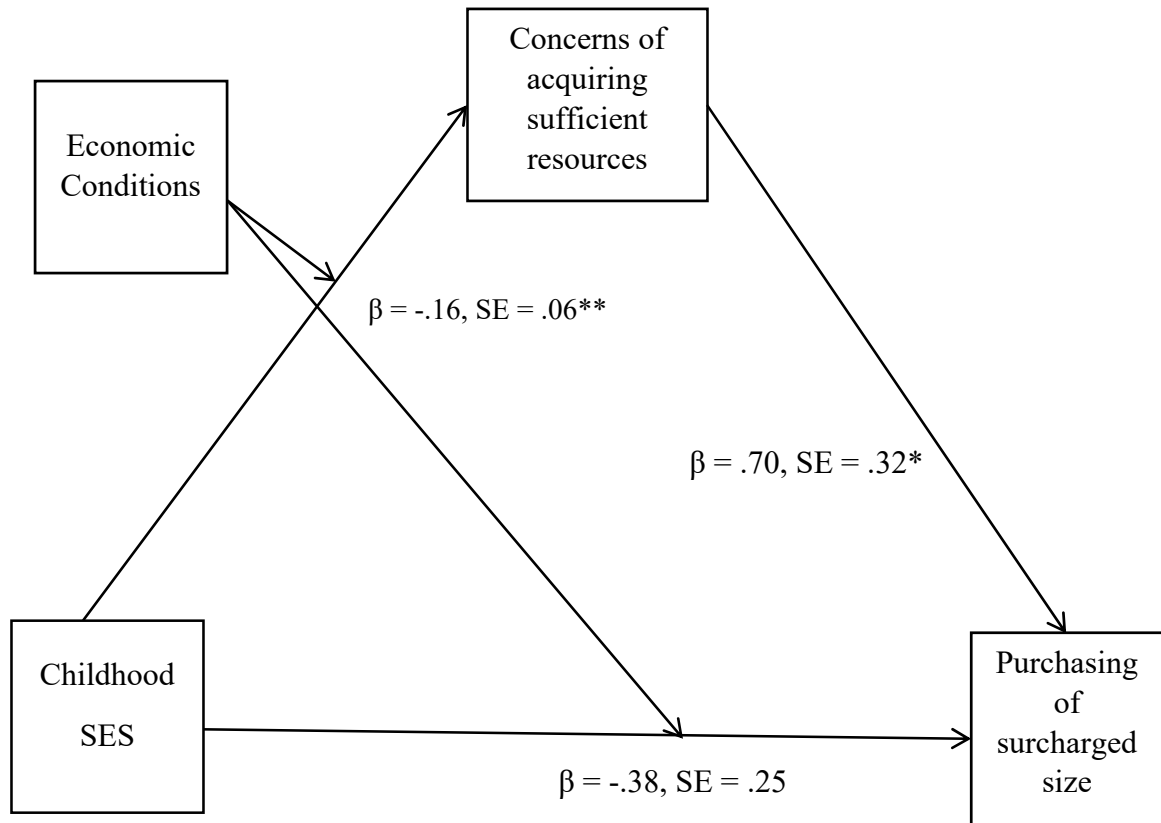 Concerns of
acquiring
sufficient
resources
Economic
Conditions
β = -.16, SE = .06**
β = .70, SE = .32*
Childhood
SES
Purchasing
of
surcharged
size
β = -.38, SE = .25